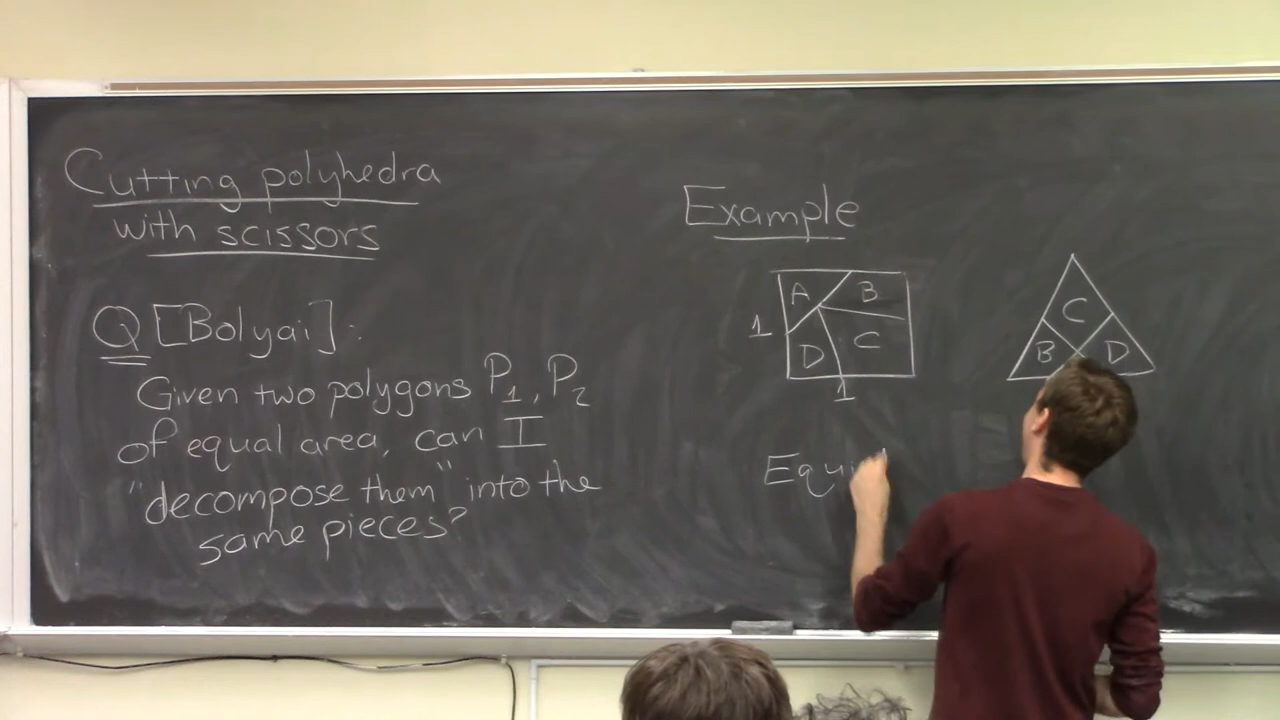 Cutting polyhedra
with scissors
Q [Bolyai]:
Given two polygons P1, P2
of equal area, can I
"decompose them" into the
same pieces?
Example
A
B
1
D
C
1
C
B
D